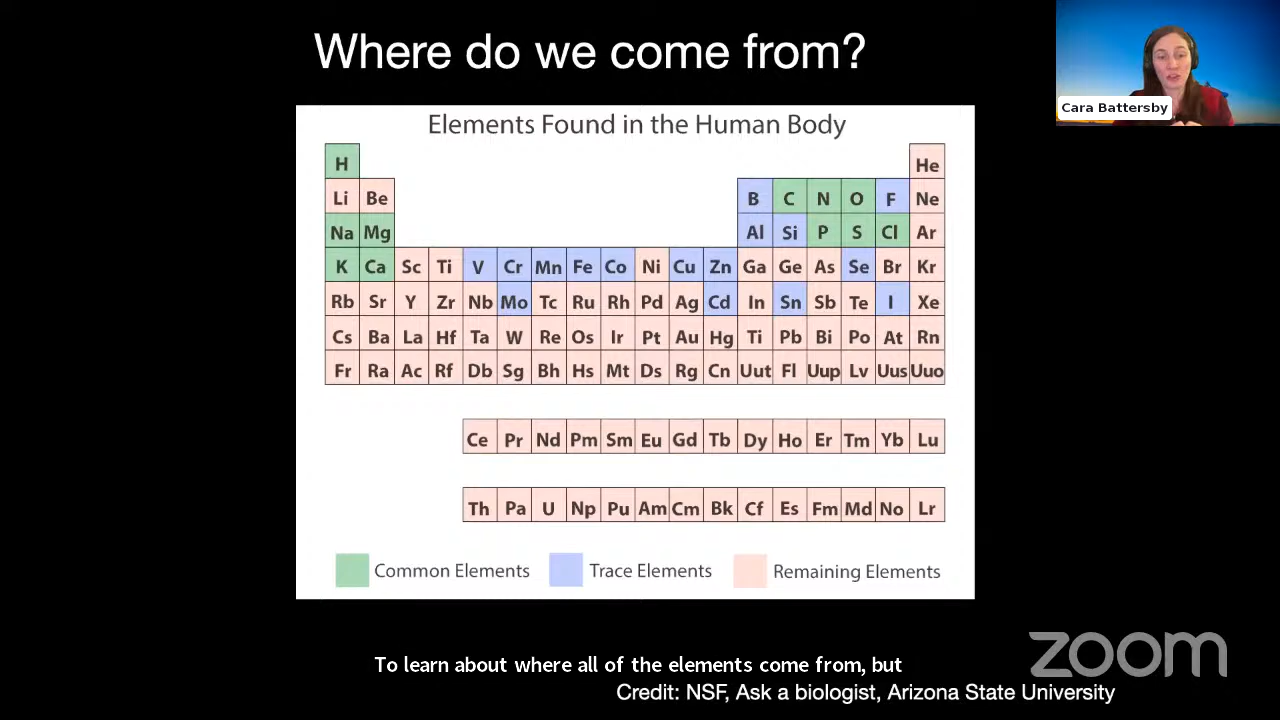 Where do we come from?
Cara Battersby
Elements Found in the Human Body
H He
Li Be B C N O F Ne
Na Mg Al Si P S Cl Ar
K Ca Sc Ti V Cr Mn Fe Co Ni Cu Zn Ga Ge As Se Br Kr
Rb Sr Y Zr Nb Mo Tc Ru Rh Pd Ag Cd In Sn Sb Te I Xe
Cs Ba La Hf Ta W Re Os Ir Pt Au Hg Ti Pb Bi Po At Rn
Fr Ra Ac Rf Db Sg Bh Hs Mt Ds Rg Cn Uut Fl Uup Lv Uus Uuo
Ce Pr Nd Pm Sm Eu Gd Tb Dy Ho Er Tm Yb Lu
Th Pa U Np Pu Am Cm Bk Cf Es Fm Md No Lr
Common Elements Trace Elements Remaining Elements
To learn about where all of the elements come from, but
zoom
Credit: NSF, Ask a biologist, Arizona State University